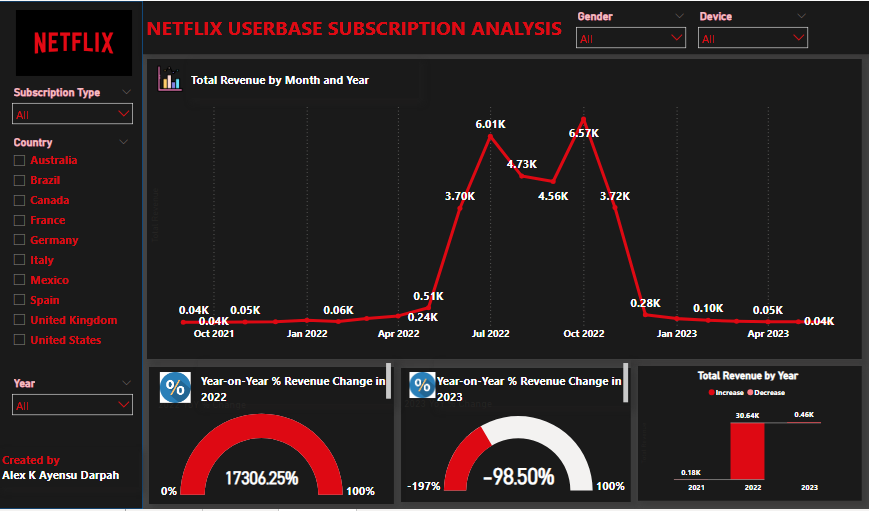 NETFLIX
NETFLIX USERBASE SUBSCRIPTION ANALYSIS
Gender
All
Device
All
Subscription Type
All
Country
Australia
Brazil
Canada
France
Germany
Italy
Mexico
Spain
United Kingdom
United States
Year
All
Created by
Alex K Ayensu Darpah
Total Revenue by Month and Year
0.04K
0.04K
0.05K
0.06K
0.24K
0.51K
3.70K
6.01K
4.73K
4.56K
6.57K
3.72K
0.28K
0.10K
0.05K
0.04K
Oct 2021
Jan 2022
Apr 2022
Jul 2022
Oct 2022
Jan 2023
Apr 2023
%
Year-on-Year % Revenue Change in
2022
17306.25%
0%
100%
%
Year-on-Year % Revenue Change in
2023
-98.50%
-197%
100%
Total Revenue by Year
Increase Decrease
0.18K
30.64K
0.46K
2021
2022
2023